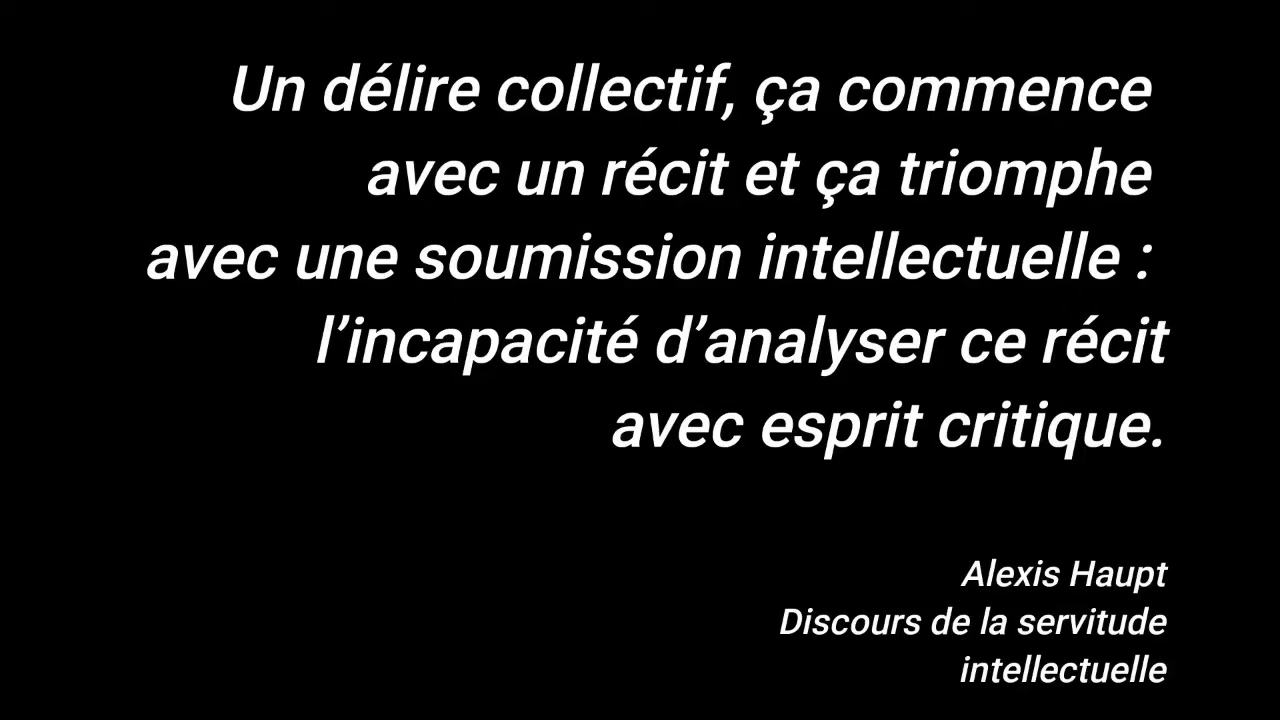 Un délire collectif, ça commence
avec un récit et ça triomphe
avec une soumission intellectuelle :
l’incapacité d’analyser ce récit
avec esprit critique.
Alexis Haupt
Discours de la servitude
intellectuelle